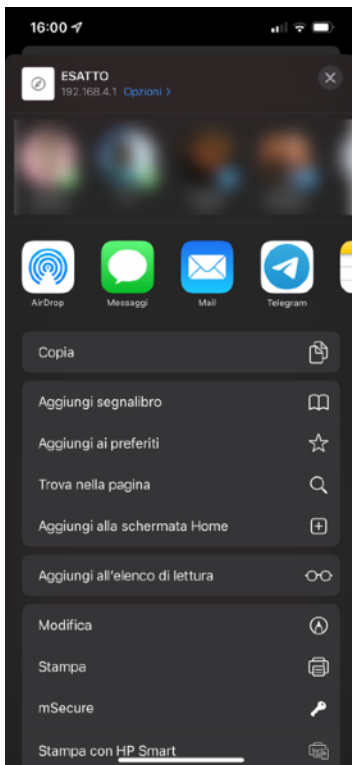 16:00
ESATTO
192.168.4.1 Opzioni >
AirDrop
Messaggi
Mail
Telegram
Copia
Aggiungi segnalibro
Aggiungi ai preferiti
Trova nella pagina
Aggiungi alla schermata Home
Aggiungi all'elenco di lettura
Modifica
Stampa
mSecure
Stampa con HP Smart